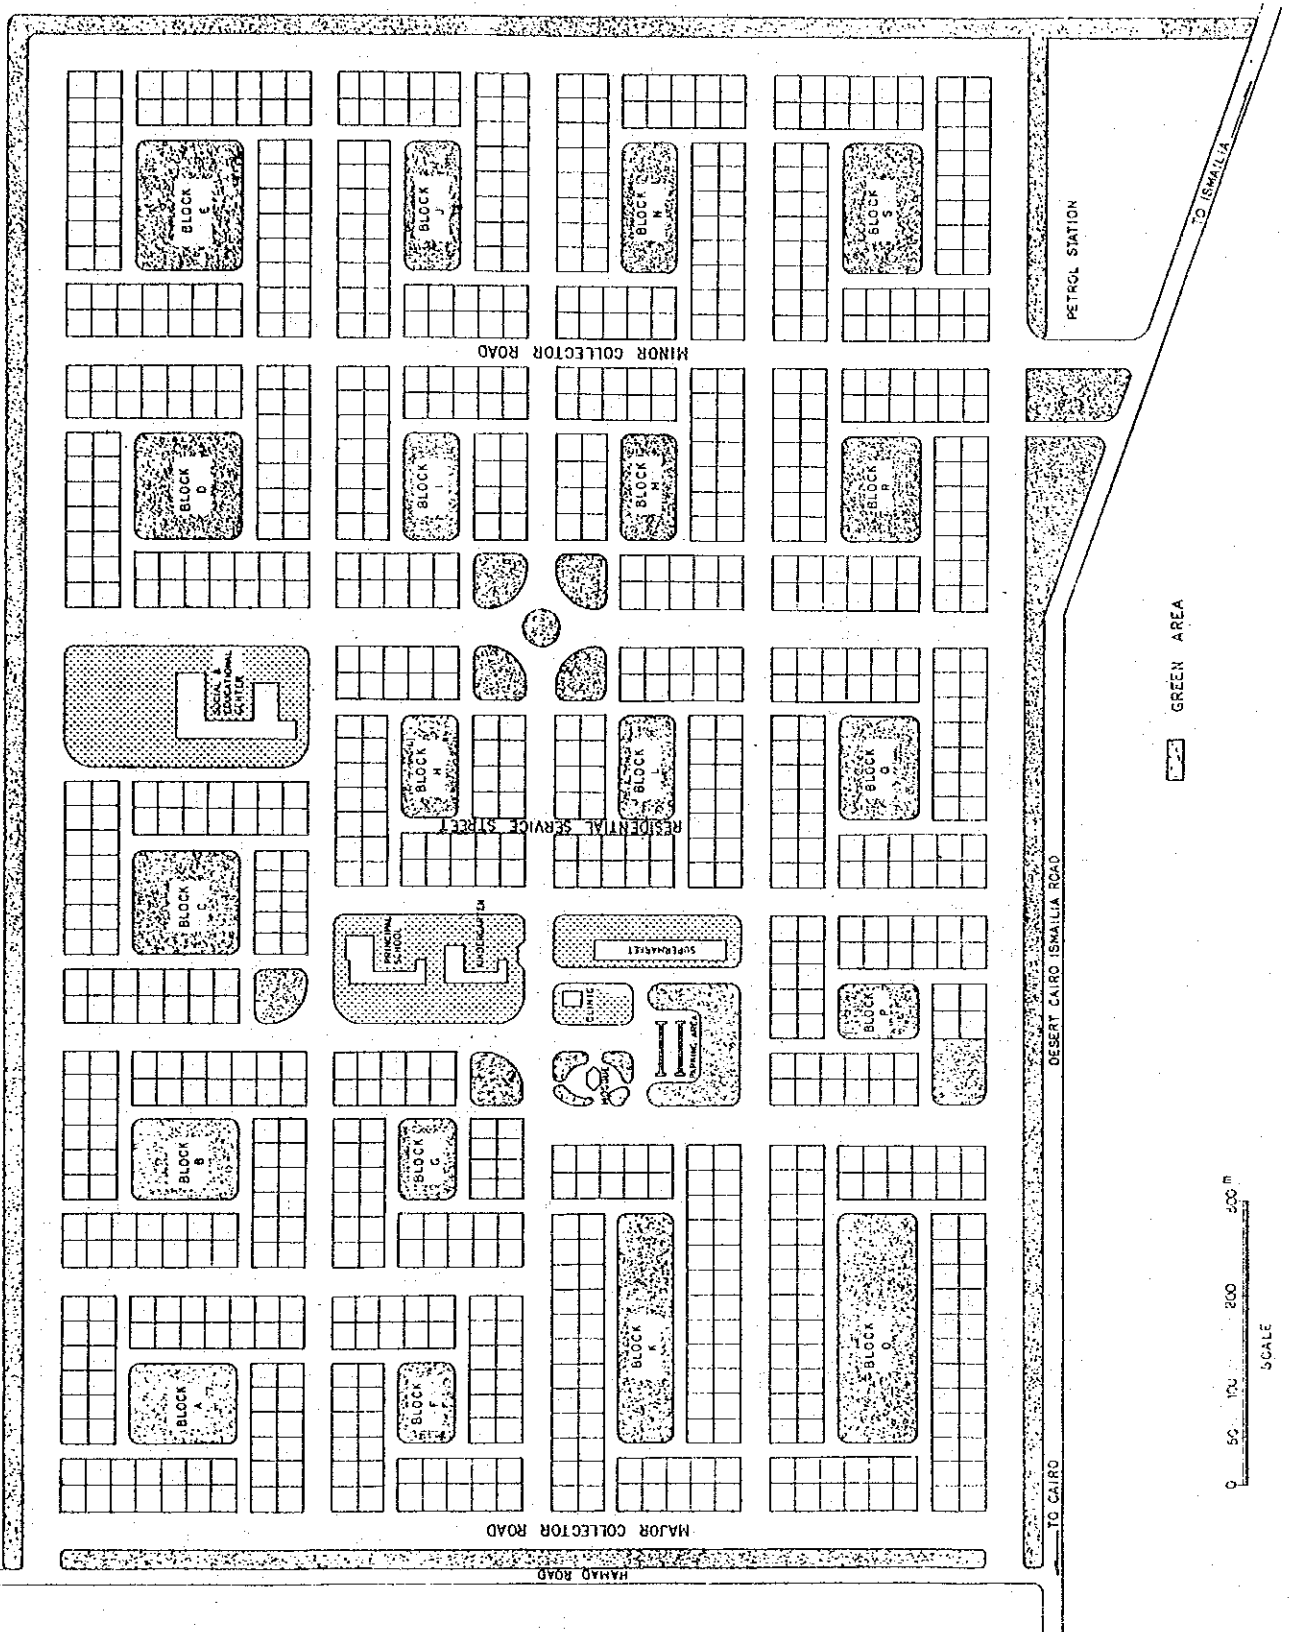 BLOCK
E
BLOCK
J
BLOCK
N
BLOCK
S
TO ISMAILIA
PETROL STATION
MINOR COLLECTOR ROAD
BLOCK
D
BLOCK
I
BLOCK
M
BLOCK
R
SOCIAL &
EDUCATIONAL
CENTER
GREEN AREA
BLOCK
H
BLOCK
L
BLOCK
Q
RESIDENTIAL SERVICE STREET
BLOCK
C
PRINCIPAL
SCHOOL
KINDERGARTEN
SUPERMARKET
CLINIC
PARKING AREA
MOSQUE
BLOCK
P
DESERT CAIRO ISMAILIA ROAD
BLOCK
B
BLOCK
G
BLOCK
K
BLOCK
O
BLOCK
A
BLOCK
F
0 50 100 200 300 m
SCALE
TO CAIRO
MAJOR COLLECTOR ROAD
HAMAD ROAD